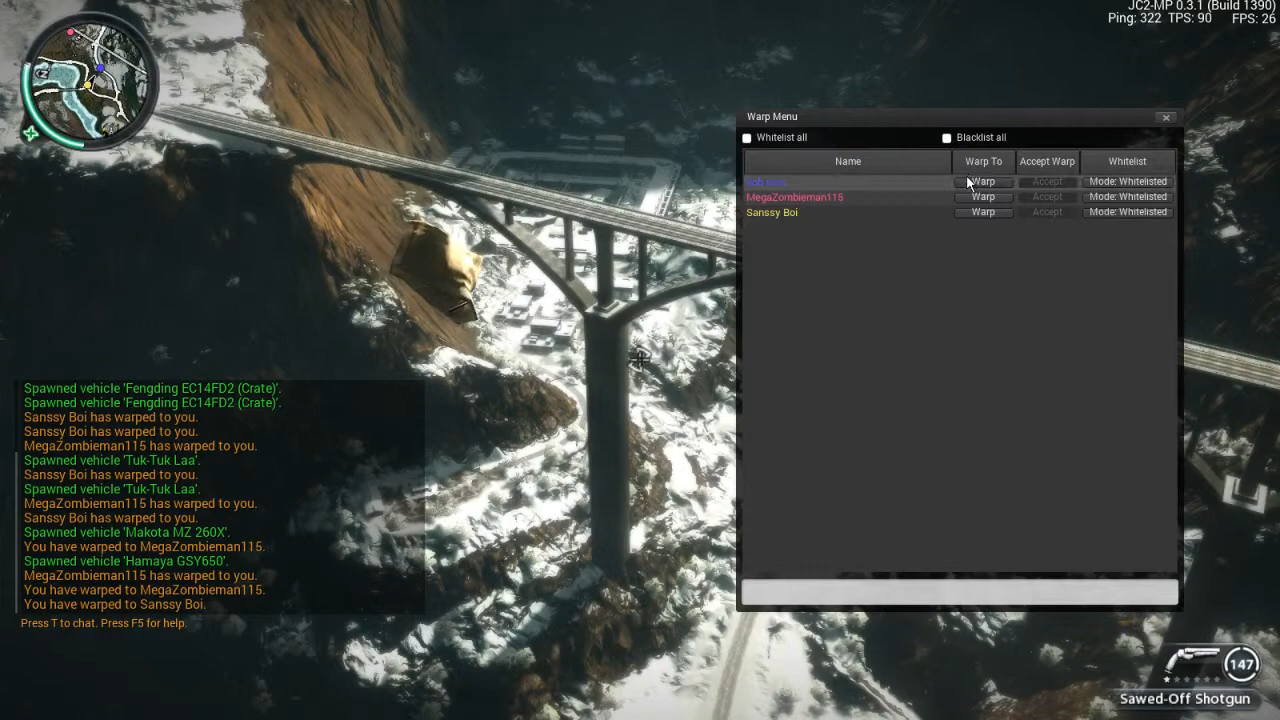 JC2-MP 0.3.1 (Build 1390)
Ping: 322 TPS: 90 FPS: 26
Warp Menu
Whitelist all
Blacklist all
Name Warp To Accept Warp Whitelist
Warp Accept Mode: Whitelisted
MegaZombieman115 Warp Accept Mode: Whitelisted
Sanssy Boi Warp Accept Mode: Whitelisted
Spawned vehicle 'Fengding EC14FD2 (Crate)'.
Spawned vehicle 'Fengding EC14FD2 (Crate)'.
Sanssy Boi has warped to you.
Sanssy Boi has warped to you.
MegaZombieman115 has warped to you.
Spawned vehicle 'Tuk-Tuk Laa'.
Sanssy Boi has warped to you.
Spawned vehicle 'Tuk-Tuk Laa'.
MegaZombieman115 has warped to you.
Sanssy Boi has warped to you.
Spawned vehicle 'Makota MZ 260X'.
You have warped to MegaZombieman115.
Spawned vehicle 'Hamaya GSY650'.
MegaZombieman115 has warped to you.
You have warped to MegaZombieman115.
You have warped to Sanssy Boi.
Press T to chat. Press F5 for help.
147
Sawed-Off Shotgun